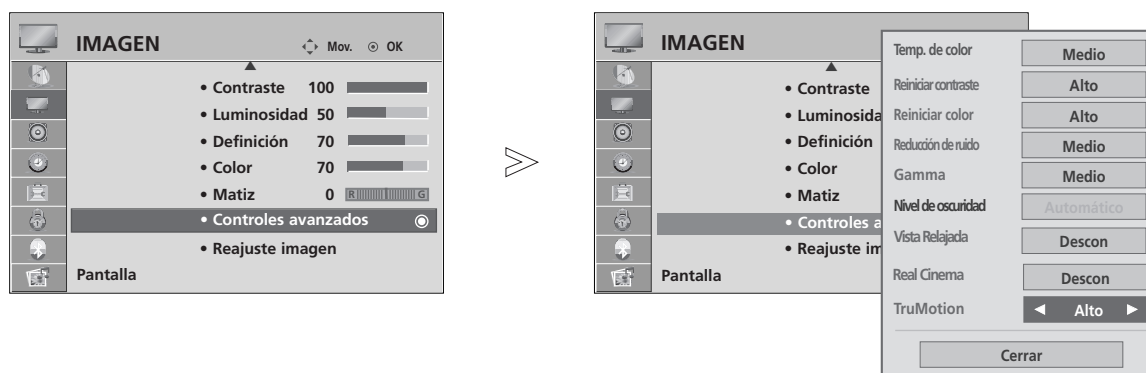 IMAGEN
Mov. OK
• Contraste 100
• Luminosidad 50
• Definición 70
• Color 70
• Matiz 0 R G
• Controles avanzados
• Reajuste imagen
Pantalla
IMAGEN
• Contraste
• Luminosida
• Definición
• Color
• Matiz
• Controles a
• Reajuste im
Pantalla
Temp. de color Medio
Reiniciar contraste Alto
Reiniciar color Alto
Reducción de ruido Medio
Gamma Medio
Nivel de oscuridad Automático
Vista Relajada Descon
Real Cinema Descon
TruMotion ◄ Alto ►
Cerrar